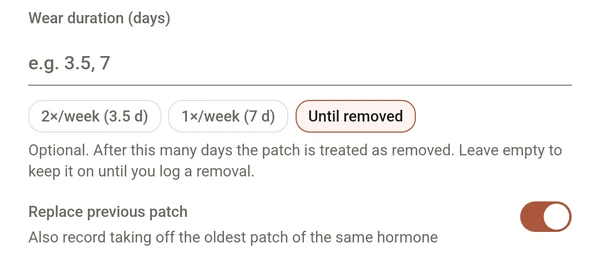 Wear duration (days)
e.g. 3.5, 7
2×/week (3.5 d) 1×/week (7 d) Until removed
Optional. After this many days the patch is treated as removed. Leave empty to
keep it on until you log a removal.
Replace previous patch
Also record taking off the oldest patch of the same hormone